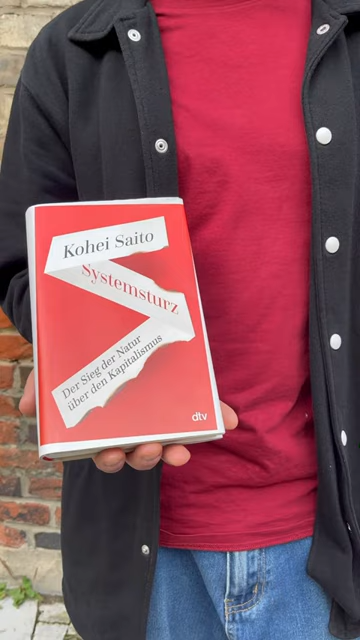 Kohei Saito
Systemsturz
Der Sieg der Natur
über den Kapitalismus
dtv